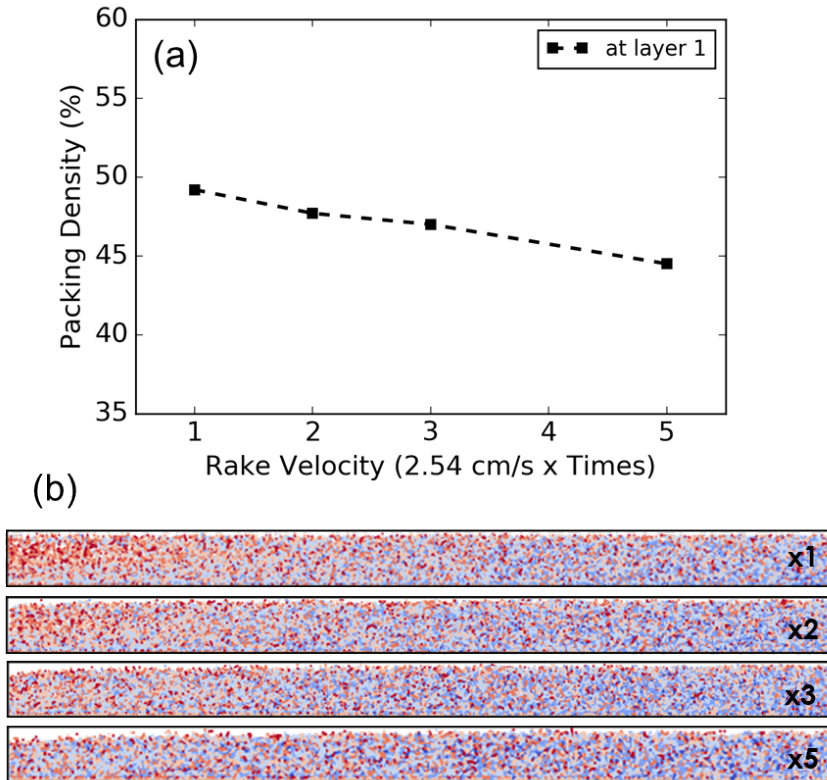 (a)
at layer 1
60
55
50
45
40
35
Packing Density (%)
1 2 3 4 5
Rake Velocity (2.54 cm/s x Times)
(b)
x1
x2
x3
x5